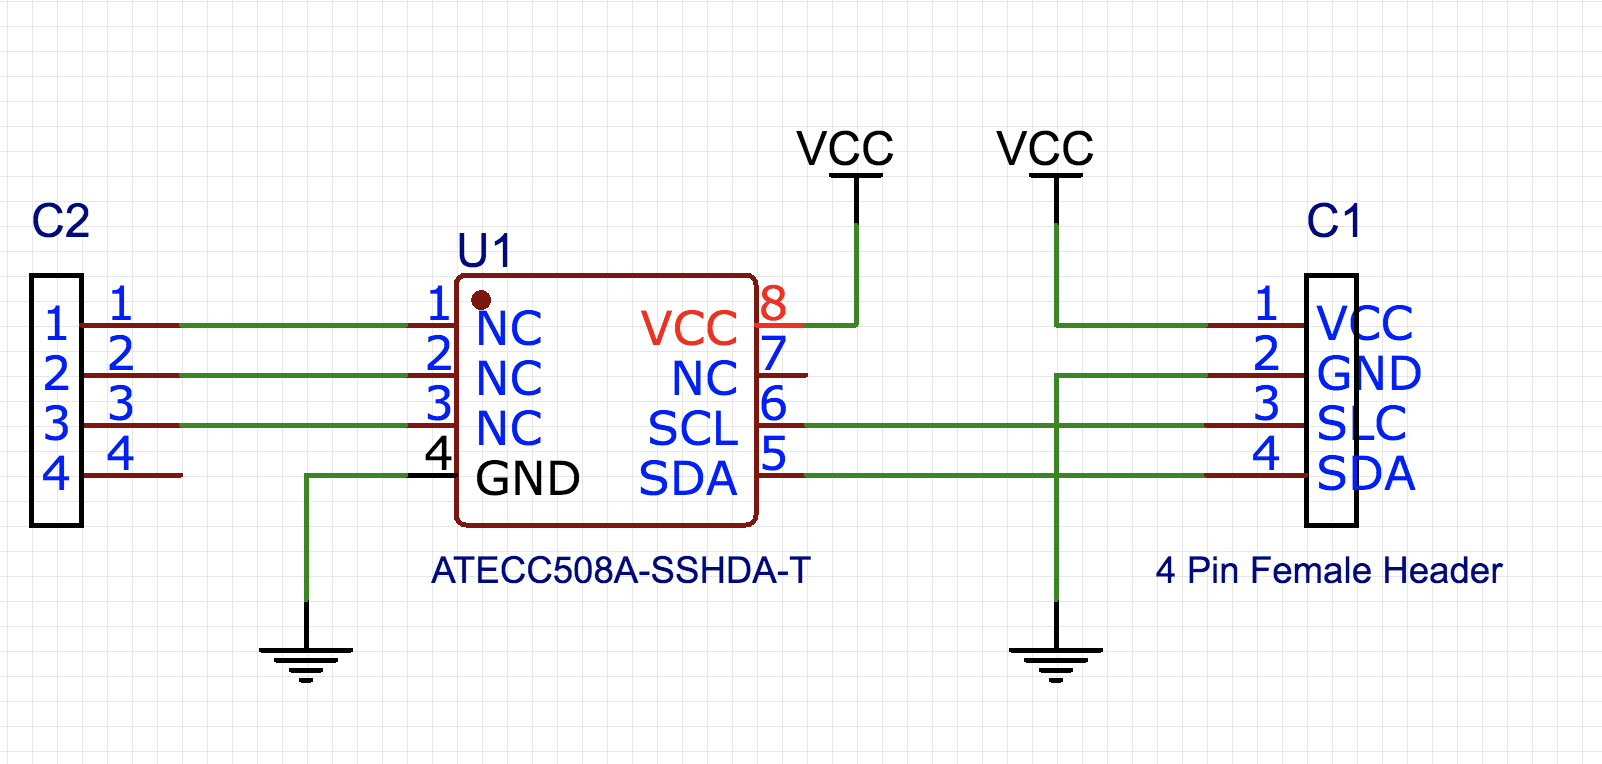 VCC VCC
C2 U1 C1
1 1 1 NC VCC 8 1 VCC
2 2 2 NC NC 7 2 GND
3 3 3 NC SCL 6 3 SLC
4 4 4 GND SDA 5 4 SDA
ATECC508A-SSHDA-T 4 Pin Female Header